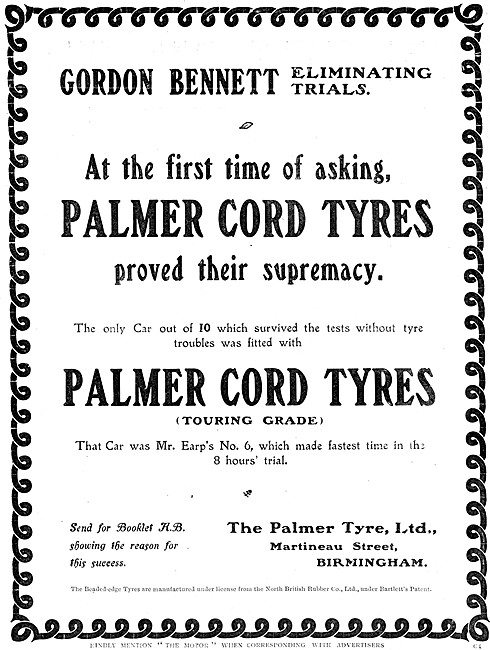 GORDON BENNETT ELIMINATING TRIALS.
At the first time of asking,
PALMER CORD TYRES
proved their supremacy.
The only Car out of 10 which survived the tests without tyre
troubles was fitted with
PALMER CORD TYRES
(TOURING GRADE)
That Car was Mr. Earp's No. 6, which made fastest time in the
8 hours' trial.
Send for Booklet H.B.
showing the reason for
this success.
The Palmer Tyre, Ltd.,
Martineau Street,
BIRMINGHAM.
The Beaded-edge Tyres are manufactured under license from the North British Rubber Co., Ltd., under Bartlett's Patent.
KINDLY MENTION "THE MOTOR" WHEN CORRESPONDING WITH ADVERTISERS